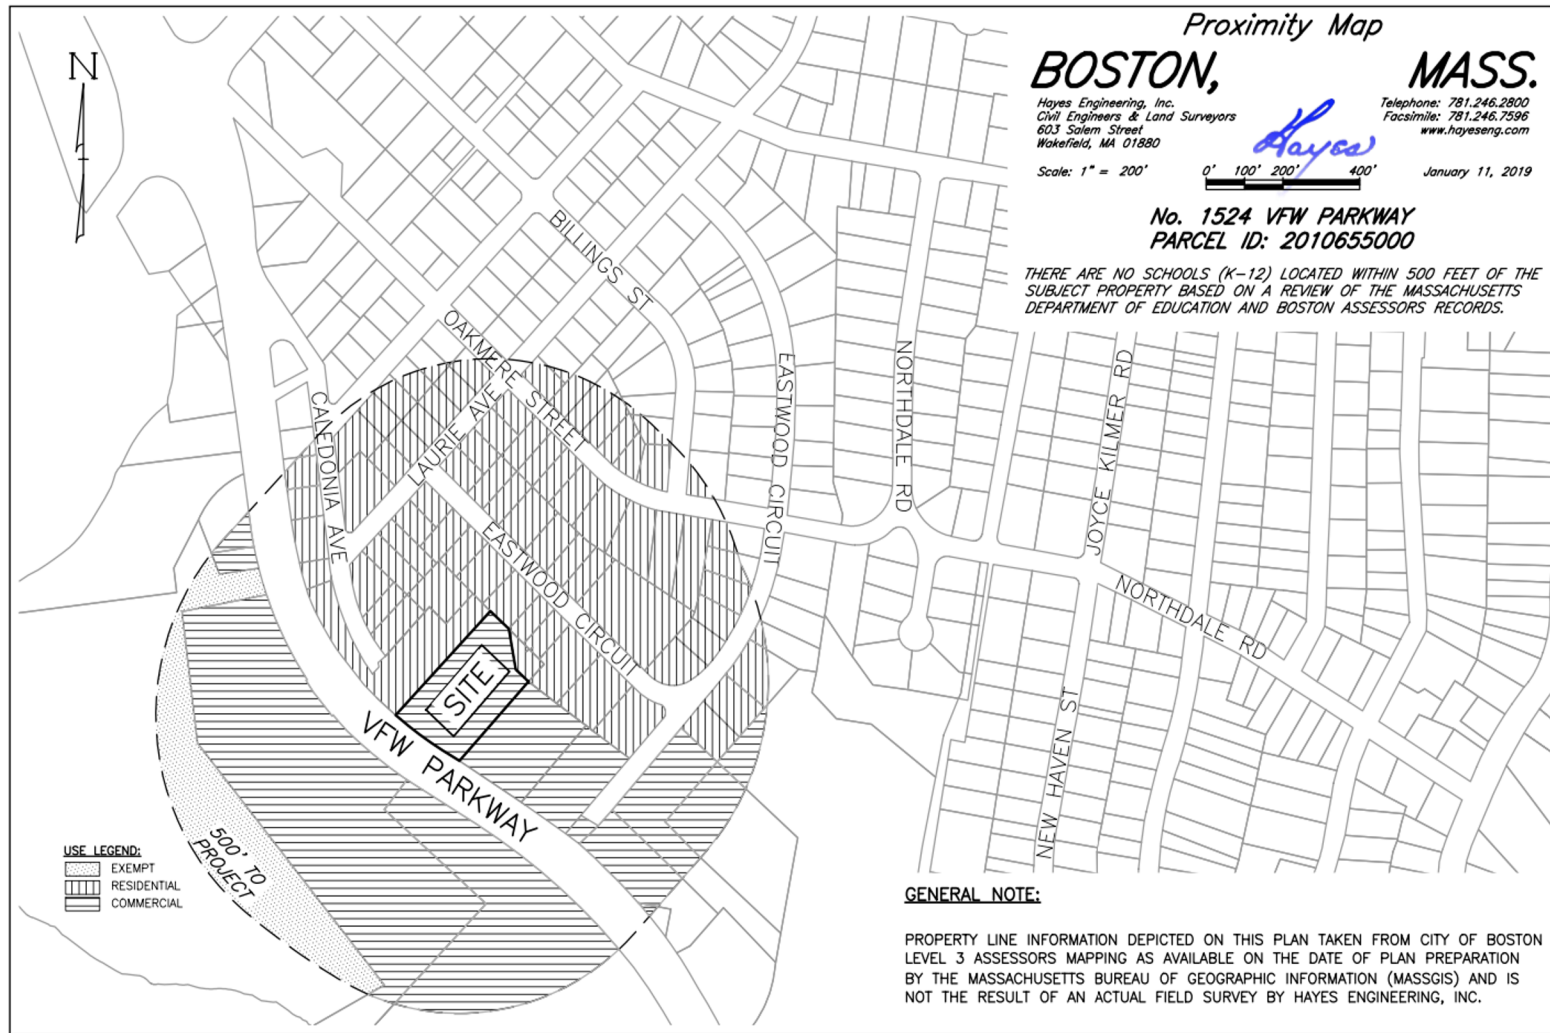 Proximity Map
BOSTON, MASS.
Hayes Engineering, Inc.
Civil Engineers & Land Surveyors
603 Salem Street
Wakefield, MA 01880
Telephone: 781.246.2800
Facsimile: 781.246.7596
www.hayeseng.com
Hayes
Scale: 1" = 200'
0' 100' 200' 400'
January 11, 2019
No. 1524 VFW PARKWAY
PARCEL ID: 2010655000
THERE ARE NO SCHOOLS (K-12) LOCATED WITHIN 500 FEET OF THE
SUBJECT PROPERTY BASED ON A REVIEW OF THE MASSACHUSETTS
DEPARTMENT OF EDUCATION AND BOSTON ASSESSORS RECORDS.
N
BILLINGS ST
OAKMERE STREET
LAURIE AVE
CALEDONIA AVE
EASTWOOD CIRCUIT
EASTWOOD CIRCUIT
NORTHDALE RD
JOYCE KILMER RD
NORTHDALE RD
NEW HAVEN ST
SITE
VFW PARKWAY
500' TO
PROJECT
USE LEGEND:
EXEMPT
RESIDENTIAL
COMMERCIAL
GENERAL NOTE:
PROPERTY LINE INFORMATION DEPICTED ON THIS PLAN TAKEN FROM CITY OF BOSTON
LEVEL 3 ASSESSORS MAPPING AS AVAILABLE ON THE DATE OF PLAN PREPARATION
BY THE MASSACHUSETTS BUREAU OF GEOGRAPHIC INFORMATION (MASSGIS) AND IS
NOT THE RESULT OF AN ACTUAL FIELD SURVEY BY HAYES ENGINEERING, INC.